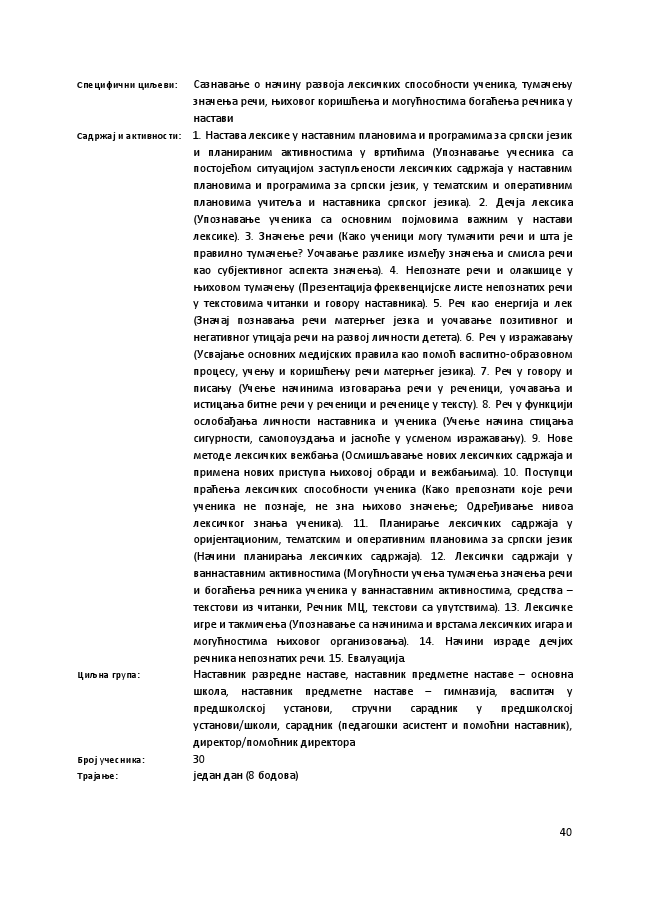 Специфични циљеви: Сазнавање о начину развоја лексичких способности ученика, тумачењу
значења речи, њиховог коришћења и могућностима богаћења речника у
настави
Садржај и активности: 1. Настава лексике у наставним плановима и програмима за српски језик
и планираним активностима у вртићима (Упознавање учесника са
постојећом ситуацијом заступљености лексичких садржаја у наставним
плановима и програмима за српски језик, у тематским и оперативним
плановима учитеља и наставника српског језика). 2. Дечја лексика
(Упознавање ученика са основним појмовима важним у настави
лексике). 3. Значење речи (Како ученици могу тумачити речи и шта је
правилно тумачење? Уочавање разлике између значења и смисла речи
као субјективног аспекта значења). 4. Непознате речи и олакшице у
њиховом тумачењу (Презентација фреквенцијске листе непознатих речи
у текстовима читанки и говору наставника). 5. Реч као енергија и лек
(Значај познавања речи матерњег језка и уочавање позитивног и
негативног утицаја речи на развој личности детета). 6. Реч у изражавању
(Усвајање основних медијских правила као помоћ васпитно-образовном
процесу, учењу и коришћењу речи матерњег језика). 7. Реч у говору и
писању (Учење начинима изговарања речи у реченици, уочавања и
истицања битне речи у реченици и реченице у тексту). 8. Реч у функцији
ослобађања личности наставника и ученика (Учење начина стицања
сигурности, самопоуздања и јасноће у усменом изражавању). 9. Нове
методе лексичких вежбања (Осмишљавање нових лексичких садржаја и
примена нових приступа њиховој обради и вежбањима). 10. Поступци
праћења лексичких способности ученика (Како препознати које речи
ученик не познаје, не зна њихово значење; Одређивање нивоа
лексичког знања ученика). 11. Планирање лексичких садржаја у
оријентационим, тематским и оперативним плановима за српски језик
(Начини планирања лексичких садржаја). 12. Лексички садржаји у
ваннаставним активностима (Могућности учења тумачења значења речи
и богаћења речника ученика у ваннаставним активностима, средства –
текстови из читанки, Речник МЦ, текстови са упутствима). 13. Лексичке
игре и такмичења (Упознавање са начинима и врстама лексичких игара и
могућностима њиховог организовања). 14. Начини израде дечјих
речника непознатих речи. 15. Евалуација.
Циљна група: Наставник разредне наставе, наставник предметне наставе – основна
школа, наставник предметне наставе – гимназија, васпитач у
предшколској установи, стручни сарадник у предшколској
установи/школи, сарадник (педагошки асистент и помоћни наставник),
директор/помоћник директора
Број учесника: 30
Трајање: један дан (8 бодова)
40